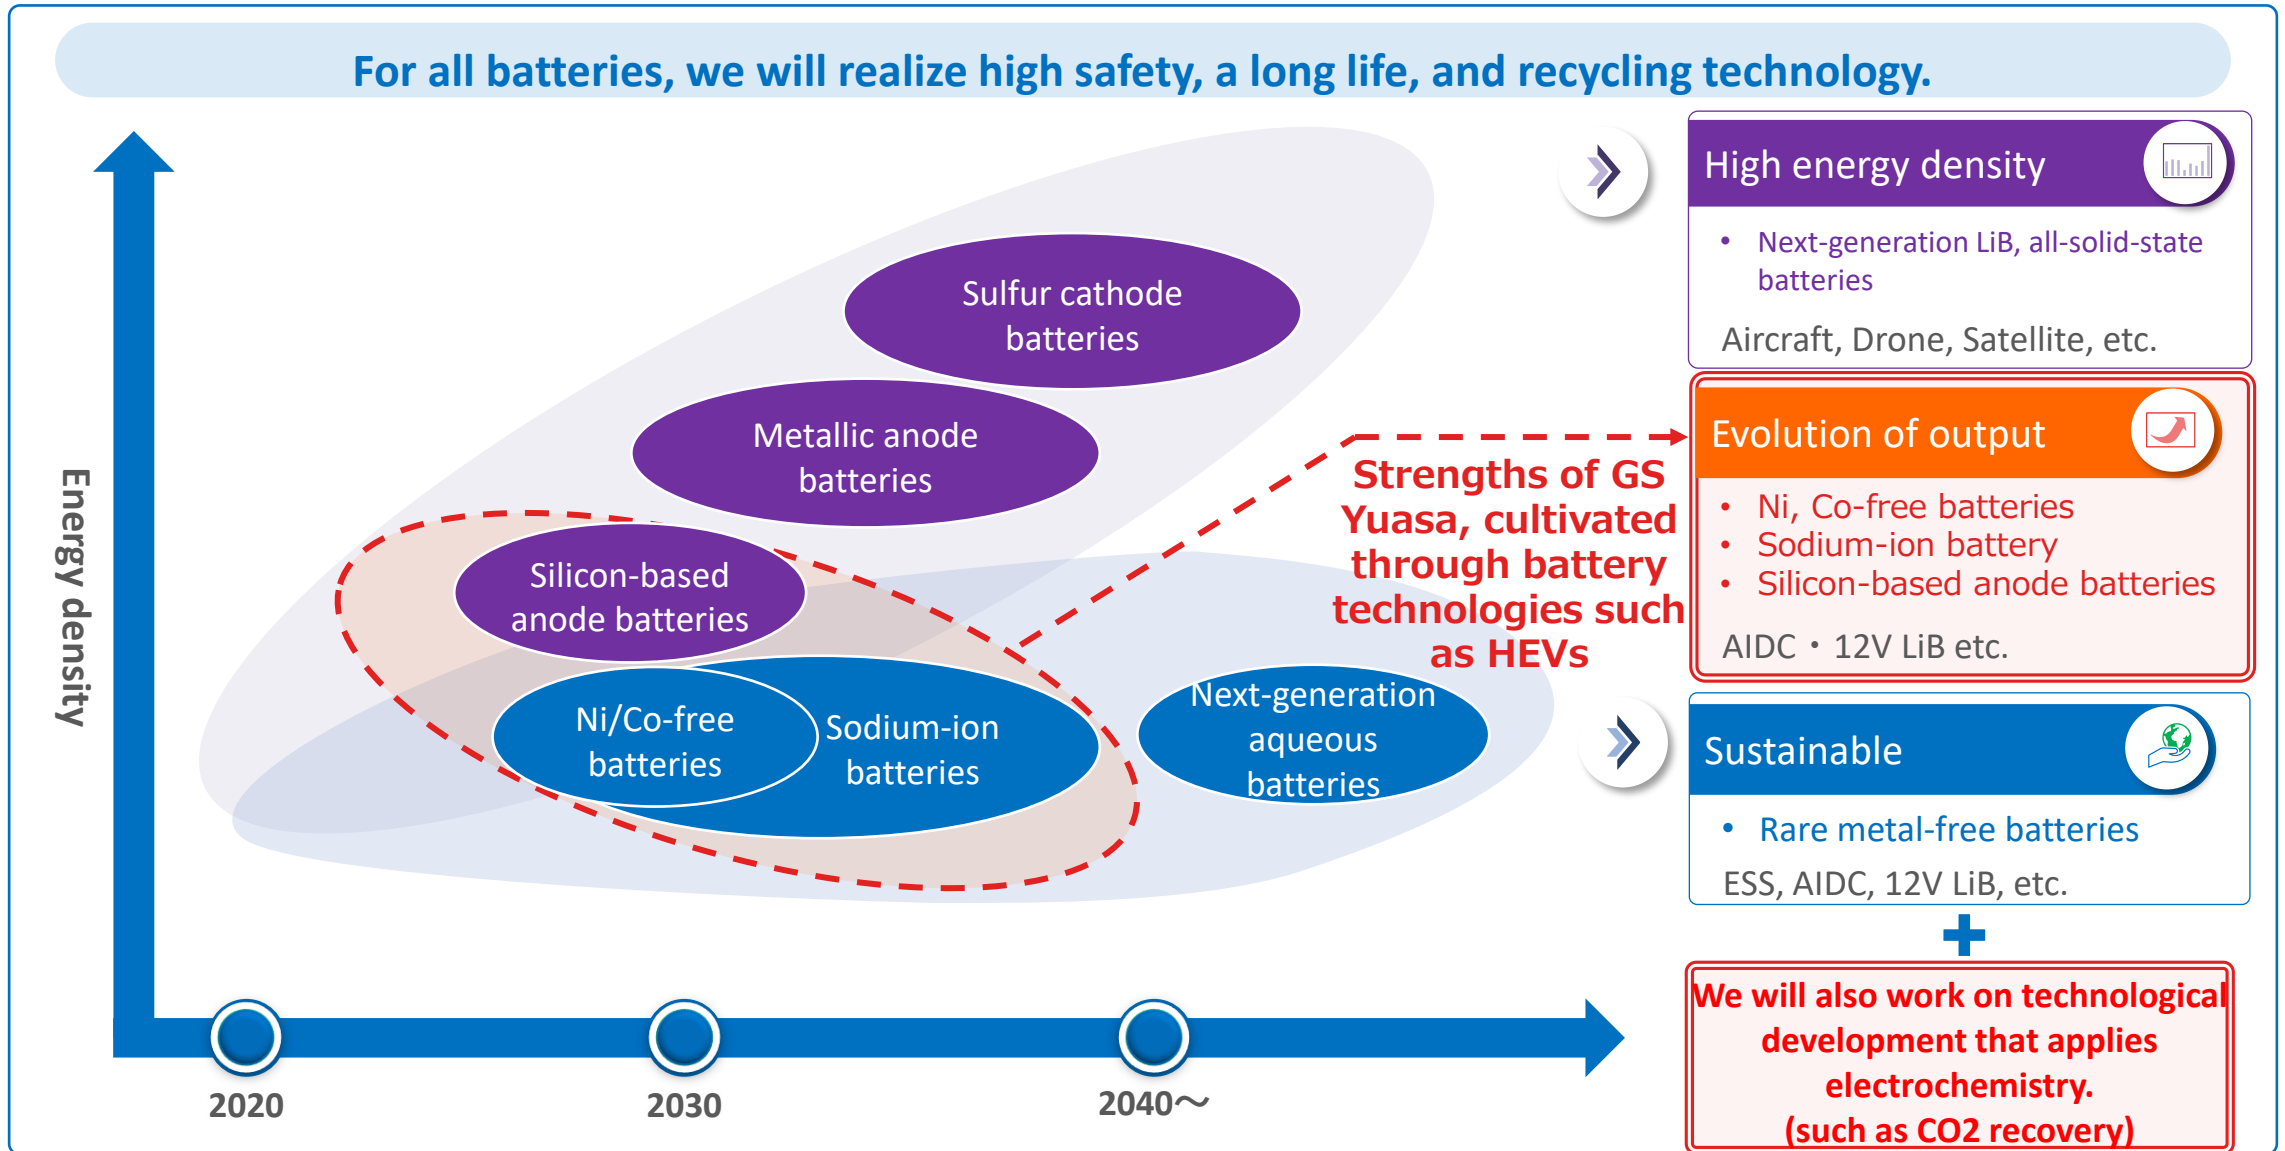 For all batteries, we will realize high safety, a long life, and recycling technology.
Energy density
Sulfur cathode
batteries
Metallic anode
batteries
Silicon-based
anode batteries
Ni/Co-free
batteries
Sodium-ion
batteries
Next-generation
aqueous
batteries
Strengths of GS
Yuasa, cultivated
through battery
technologies such
as HEVs
2020
2030
2040～
High energy density
• Next-generation LiB, all-solid-state
batteries
Aircraft, Drone, Satellite, etc.
Evolution of output
• Ni, Co-free batteries
• Sodium-ion battery
• Silicon-based anode batteries
AIDC・12V LiB etc.
Sustainable
• Rare metal-free batteries
ESS, AIDC, 12V LiB, etc.
+
We will also work on technological
development that applies
electrochemistry.
(such as CO2 recovery)